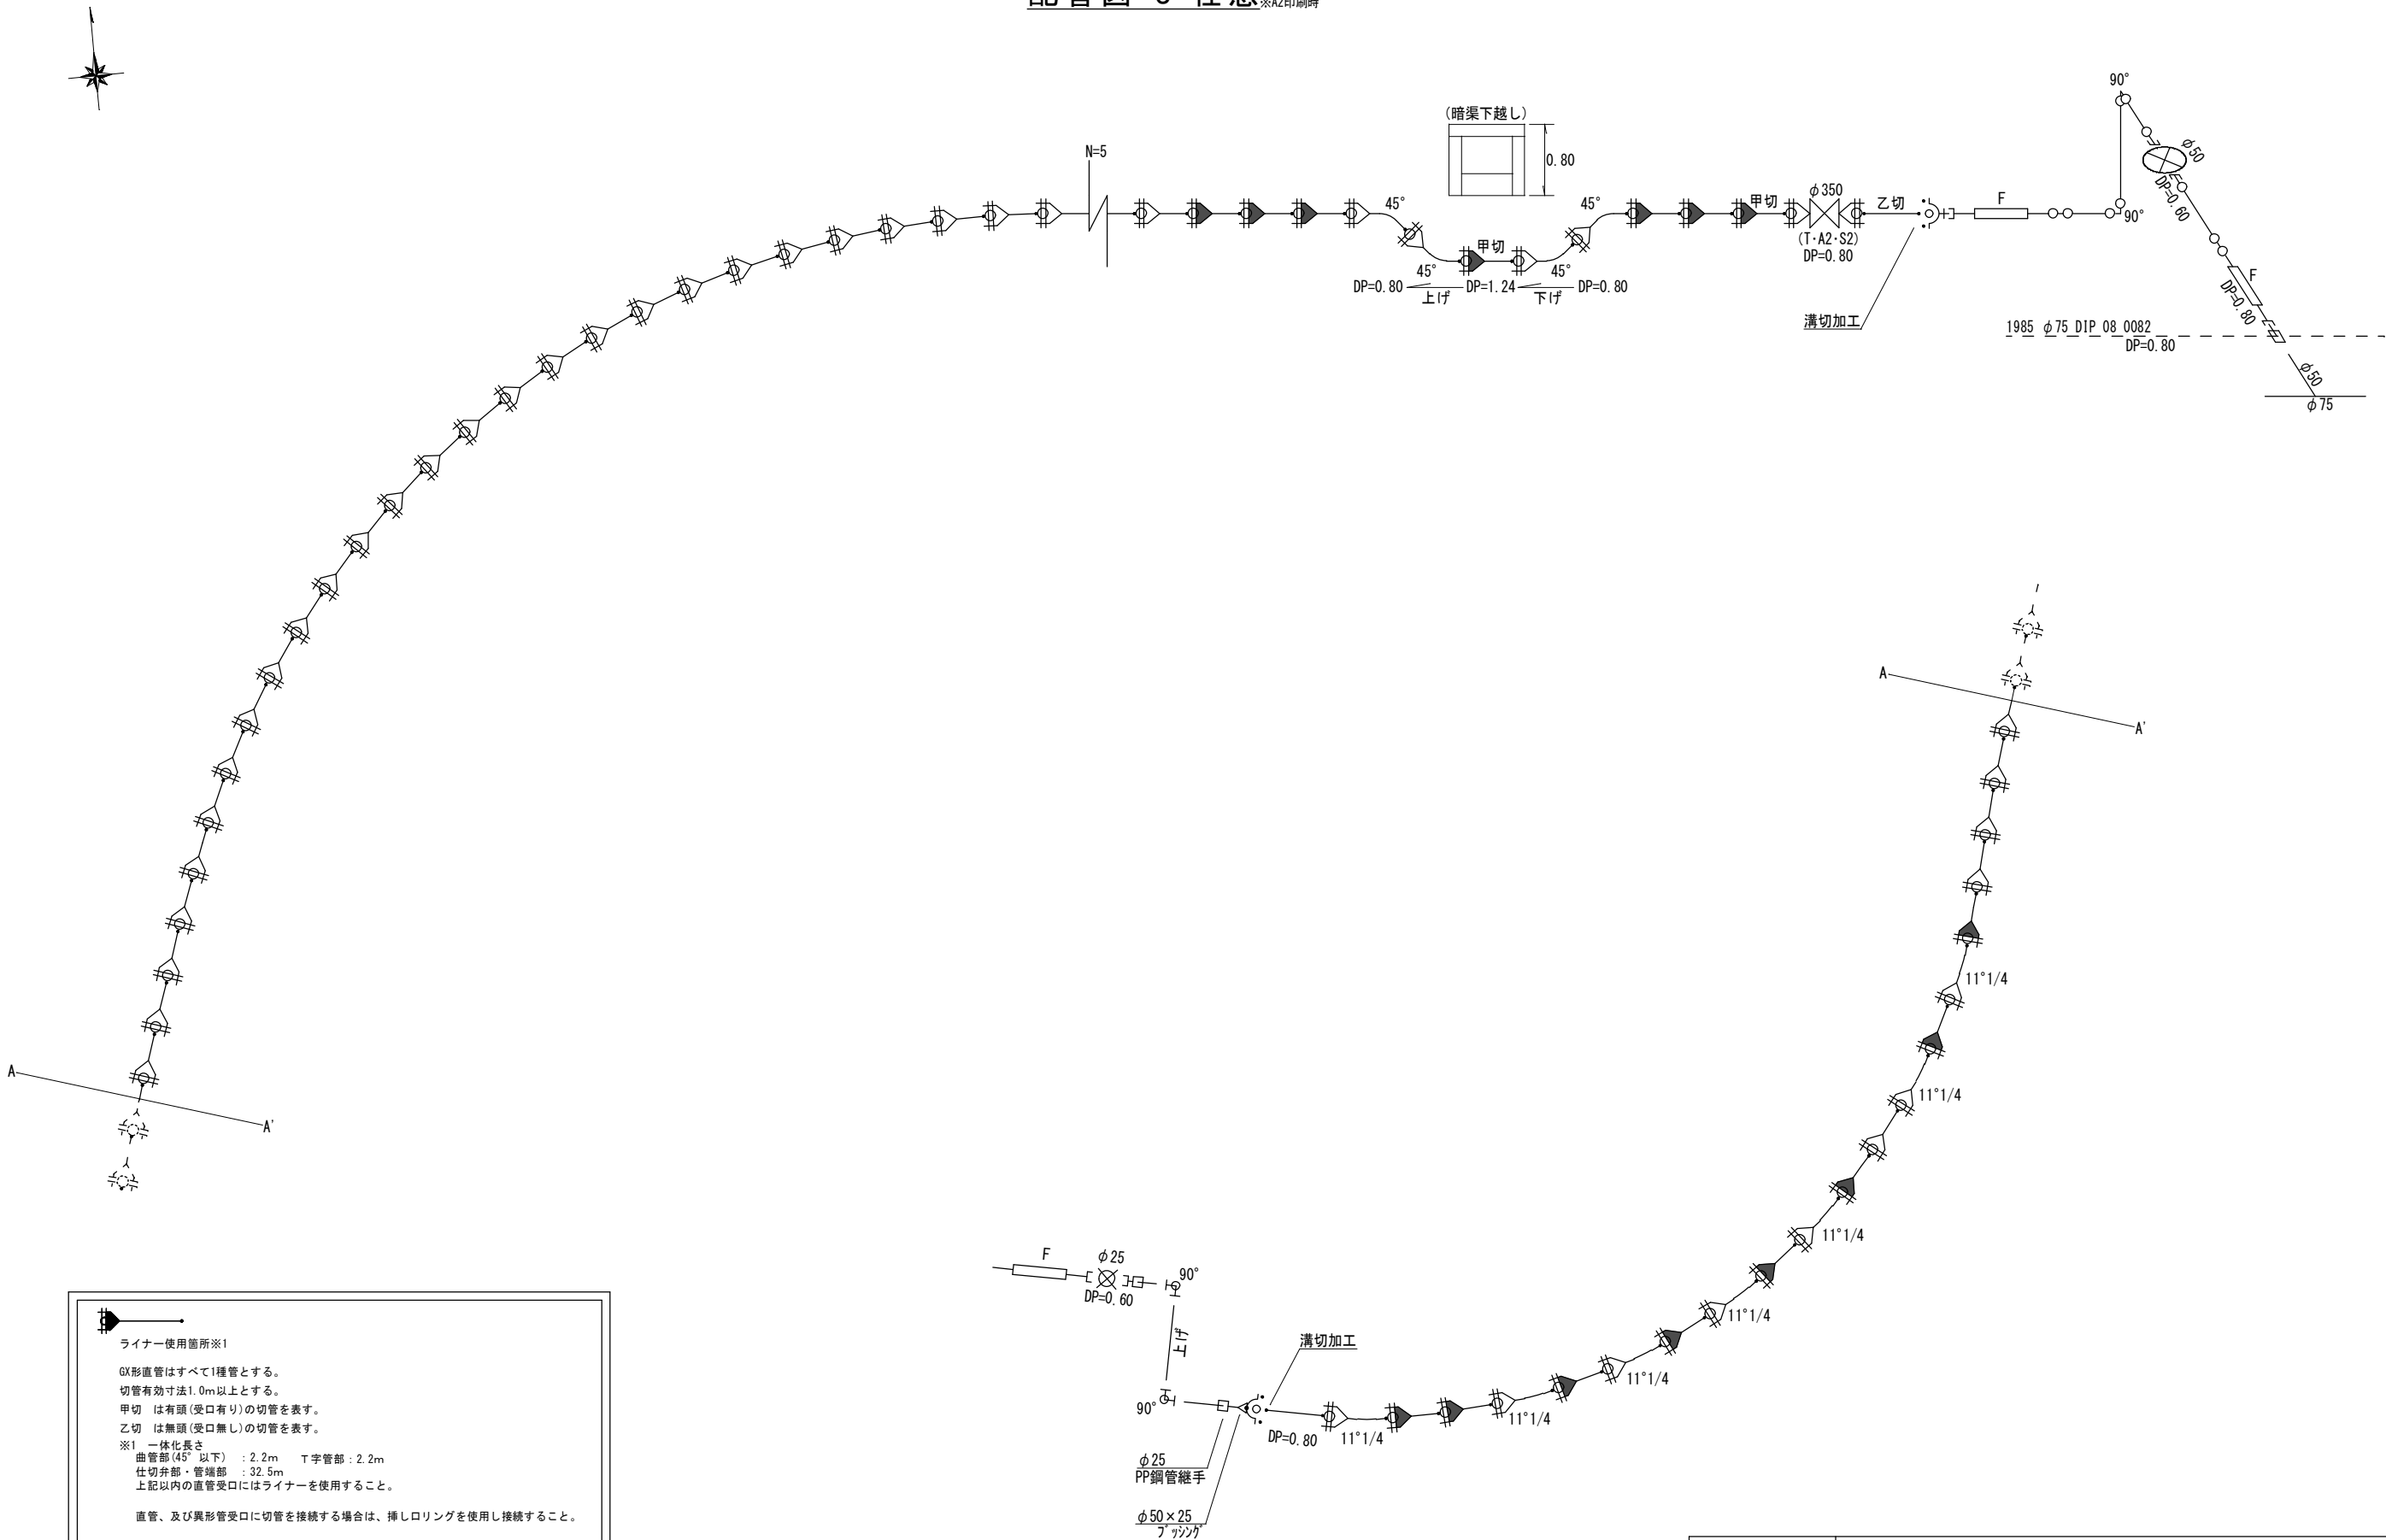 ※A2印刷時
90°
(暗渠下越し)
0.80
N=5
φ50
DP=0.60
45°
45°
甲切
φ350
乙切
90°
(T·A2·S2)
DP=0.80
甲切
45°
45°
DP=0.80
上げ
DP=1.24
下げ
DP=0.80
F
F
DP=0.80
溝切加工
1985 φ75 DIP 08 0082
DP=0.80
φ50
φ75
A
A'
11°1/4
A
A'
11°1/4
11°1/4
11°1/4
11°1/4
11°1/4
11°1/4
F
φ25
90°
DP=0.60
上げ
溝切加工
90°
DP=0.80
φ25
PP鋼管継手
φ50×25
ブッシング
ライナー使用箇所※1
GX形直管はすべて1種管とする。
切管有効寸法1.0m以上とする。
甲切 は有頭(受口有り)の切管を表す。
乙切 は無頭(受口無し)の切管を表す。
※1 一体化長さ
曲管部(45°以下) :2.2m T字管部:2.2m
仕切弁部・管端部 :32.5m
上記以内の直管受口にはライナーを使用すること。
直管、及び異形管受口に切管を接続する場合は、挿し口リングを使用し接続すること。